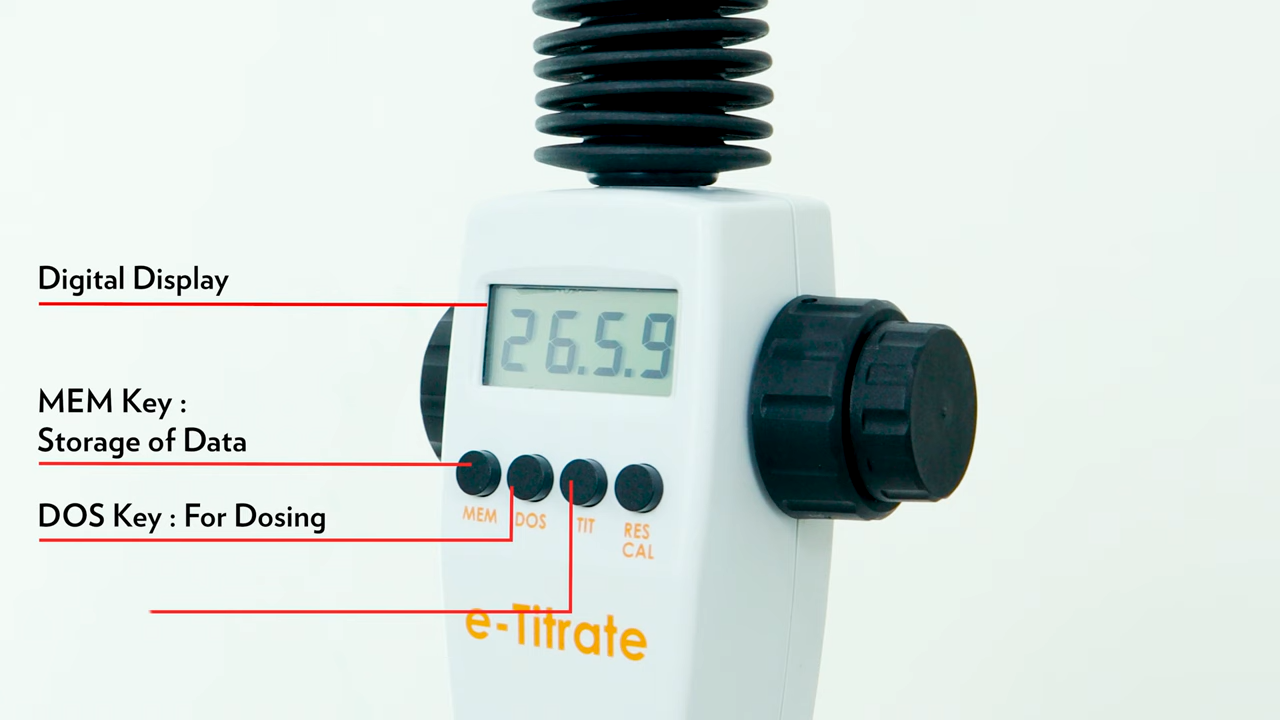 Digital Display
26.5.9
MEM Key :
Storage of Data
DOS Key : For Dosing
MEM
DOS
TIT
RES
CAL
e-Titrate